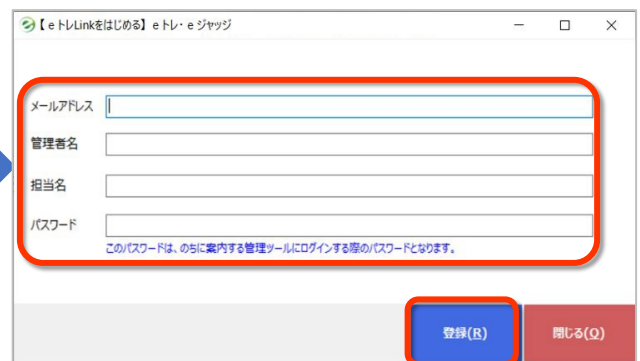 【 e トレLinkをはじめる】 e トレ・ e ジャッジ
メールアドレス
管理者名
担当名
パスワード
このパスワードは、のちに案内する管理ツールにログインする際のパスワードとなります。
登録(R) 閉じる(Q)